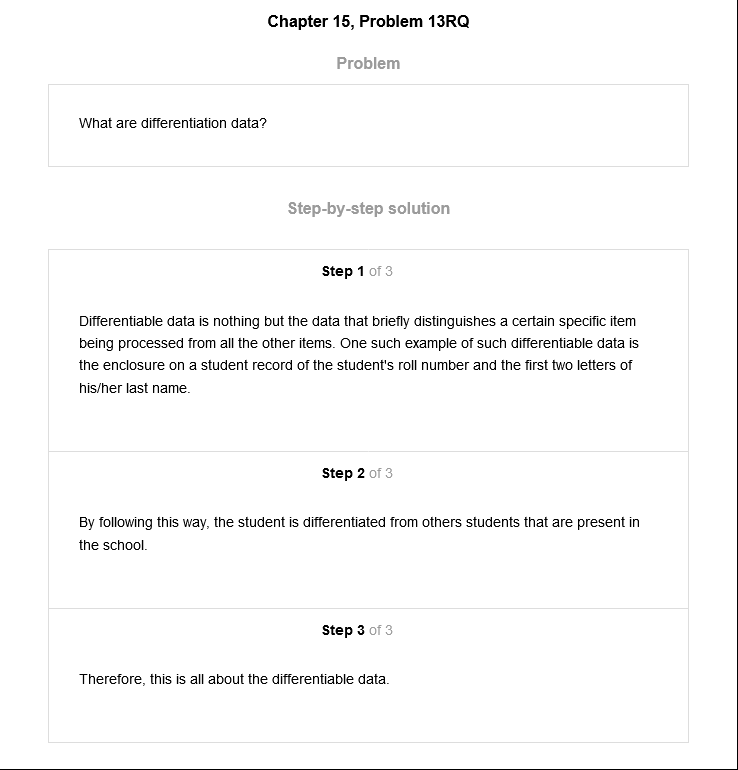 Chapter 15, Problem 13RQ
Problem
What are differentiation data?
Step-by-step solution
Step 1 of 3
Differentiable data is nothing but the data that briefly distinguishes a certain specific item
being processed from all the other items. One such example of such differentiable data is
the enclosure on a student record of the student's roll number and the first two letters of
his/her last name.
Step 2 of 3
By following this way, the student is differentiated from others students that are present in
the school.
Step 3 of 3
Therefore, this is all about the differentiable data.